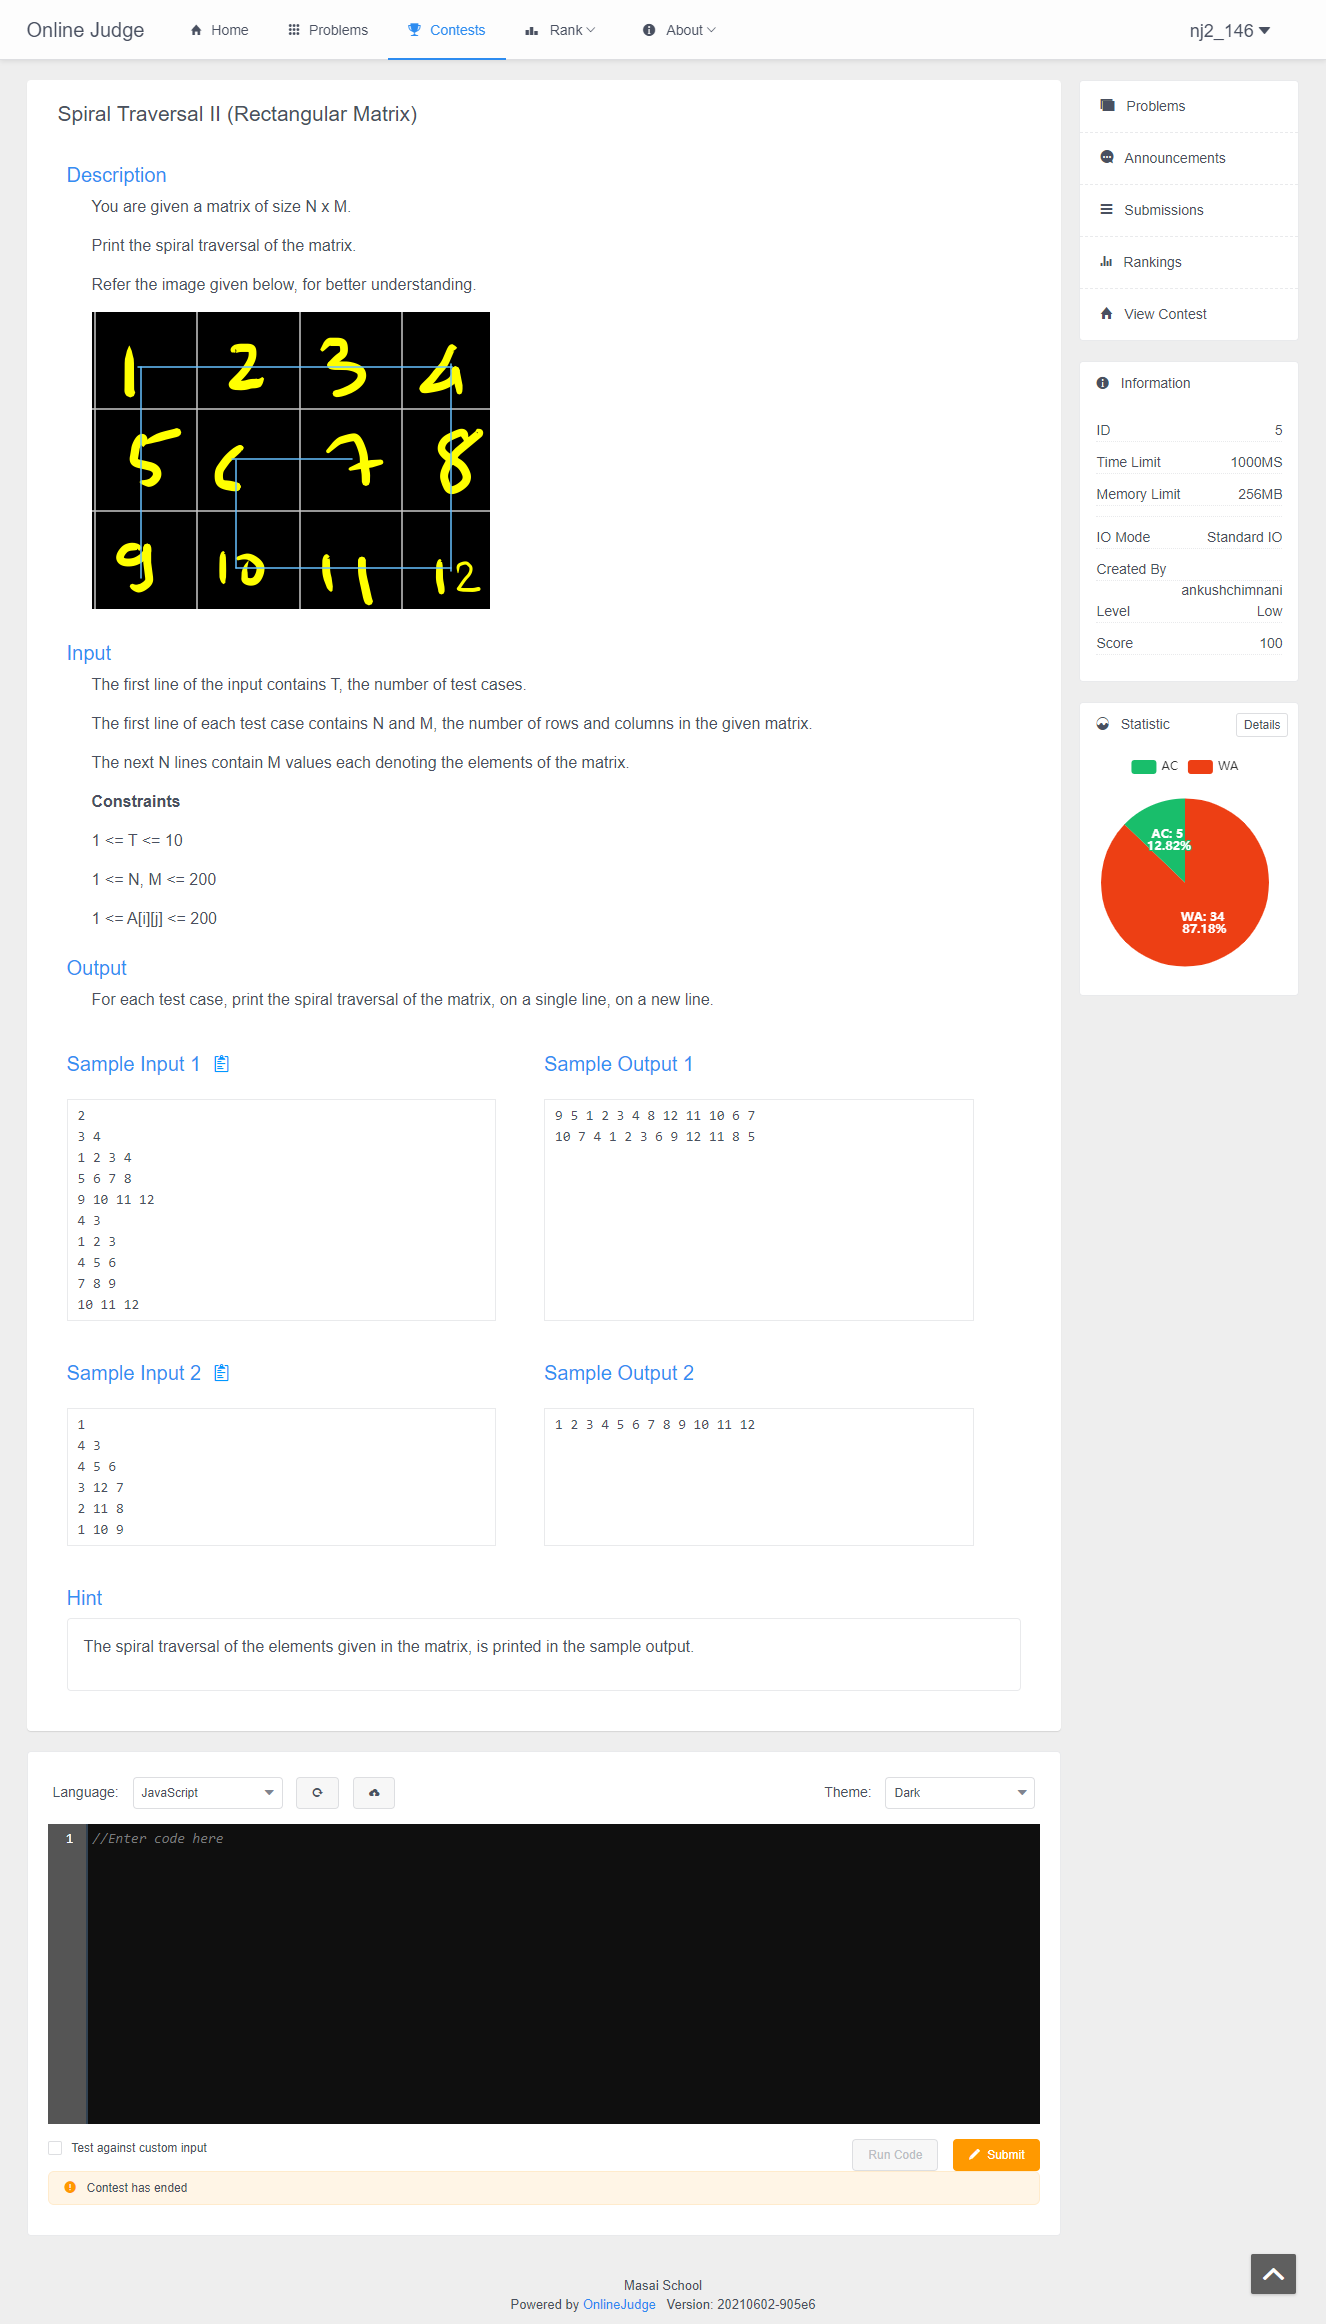 Online Judge Home Problems Contests Rank About nj2_146
Spiral Traversal II (Rectangular Matrix)
Description
You are given a matrix of size N x M.
Print the spiral traversal of the matrix.
Refer the image given below, for better understanding.
1 2 3 4
5 6 7 8
9 10 11 12
Input
The first line of the input contains T, the number of test cases.
The first line of each test case contains N and M, the number of rows and columns in the given matrix.
The next N lines contain M values each denoting the elements of the matrix.
Constraints
1 <= T <= 10
1 <= N, M <= 200
1 <= A[i][j] <= 200
Output
For each test case, print the spiral traversal of the matrix, on a single line, on a new line.
Sample Input 1
2
3 4
1 2 3 4
5 6 7 8
9 10 11 12
4 3
1 2 3
4 5 6
7 8 9
10 11 12
Sample Output 1
9 5 1 2 3 4 8 12 11 10 6 7
10 7 4 1 2 3 6 9 12 11 8 5
Sample Input 2
1
4 3
4 5 6
3 12 7
2 11 8
1 10 9
Sample Output 2
1 2 3 4 5 6 7 8 9 10 11 12
Hint
The spiral traversal of the elements given in the matrix, is printed in the sample output.
Language: JavaScript Theme: Dark
1 //Enter code here
Test against custom input
Run Code Submit
Contest has ended
Problems
Announcements
Submissions
Rankings
View Contest
Information
ID 5
Time Limit 1000MS
Memory Limit 256MB
IO Mode Standard IO
Created By
ankushchimnani
Level Low
Score 100
Statistic Details
AC WA
AC: 5
12.82%
WA: 34
87.18%
Masai School
Powered by OnlineJudge Version: 20210602-905e6